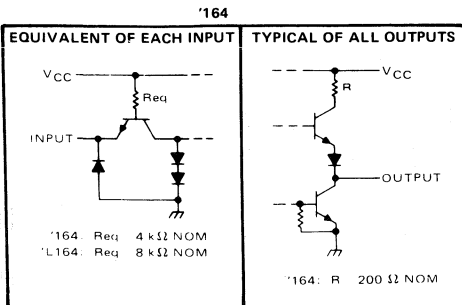 '164
EQUIVALENT OF EACH INPUT
VCC
Req
INPUT
'164: Req 4 kΩ NOM
'L164: Req 8 kΩ NOM
TYPICAL OF ALL OUTPUTS
VCC
R
OUTPUT
'164: R 200 Ω NOM